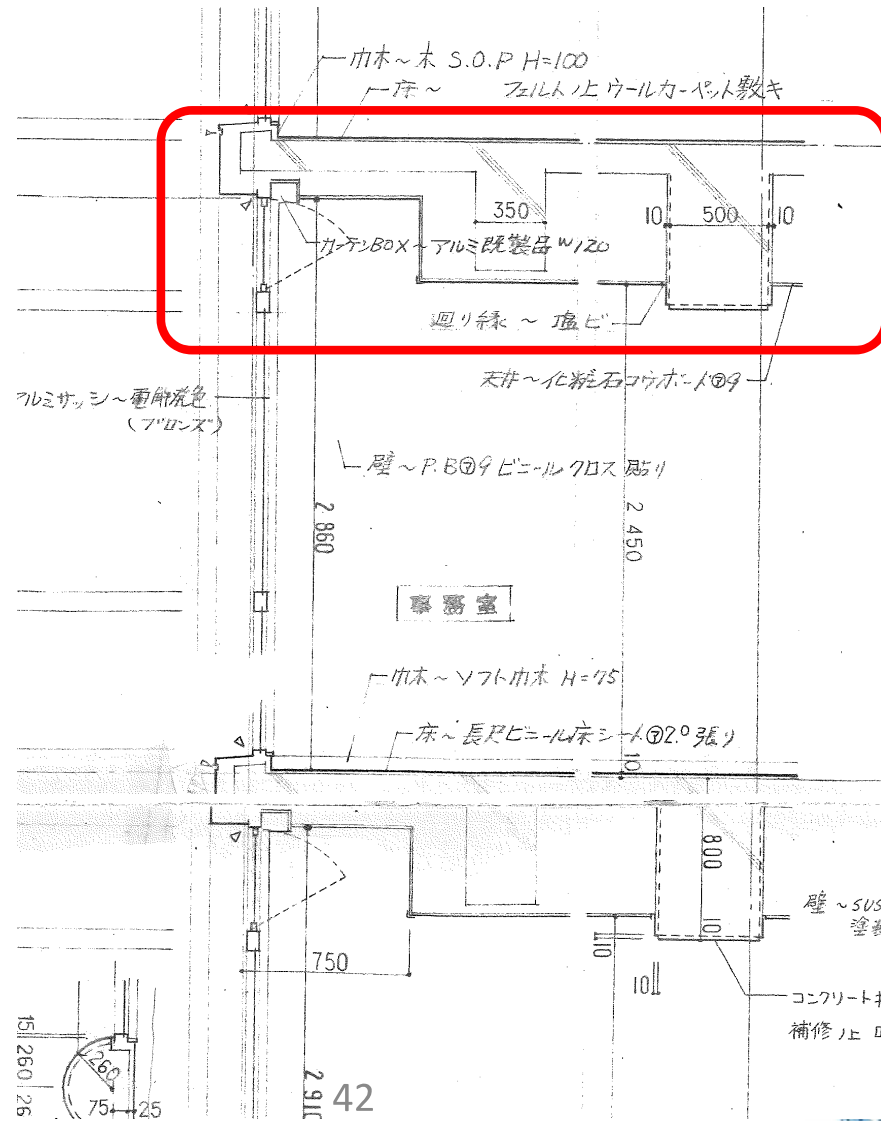 巾木~木 S.O.P H=100
床~ フェルトノ上ウールカーペット敷キ
350
10 500 10
カーテンBOX~アルミ既製品 W120
廻り縁~塩ビ
天井~化粧石コウボード⑦9
アルミサッシ~電解発色
(ブロンズ)
壁~P.B⑦9ビニールクロス貼り
2 860
2 450
事務室
巾木~ソフト巾木 H=75
床~長尺ビニール床シート⑦2.0張り
10
800
壁~SUS
10
10
750
10
コンクリート
補修ノ上
15
260
26
260
75
25
2 910
42